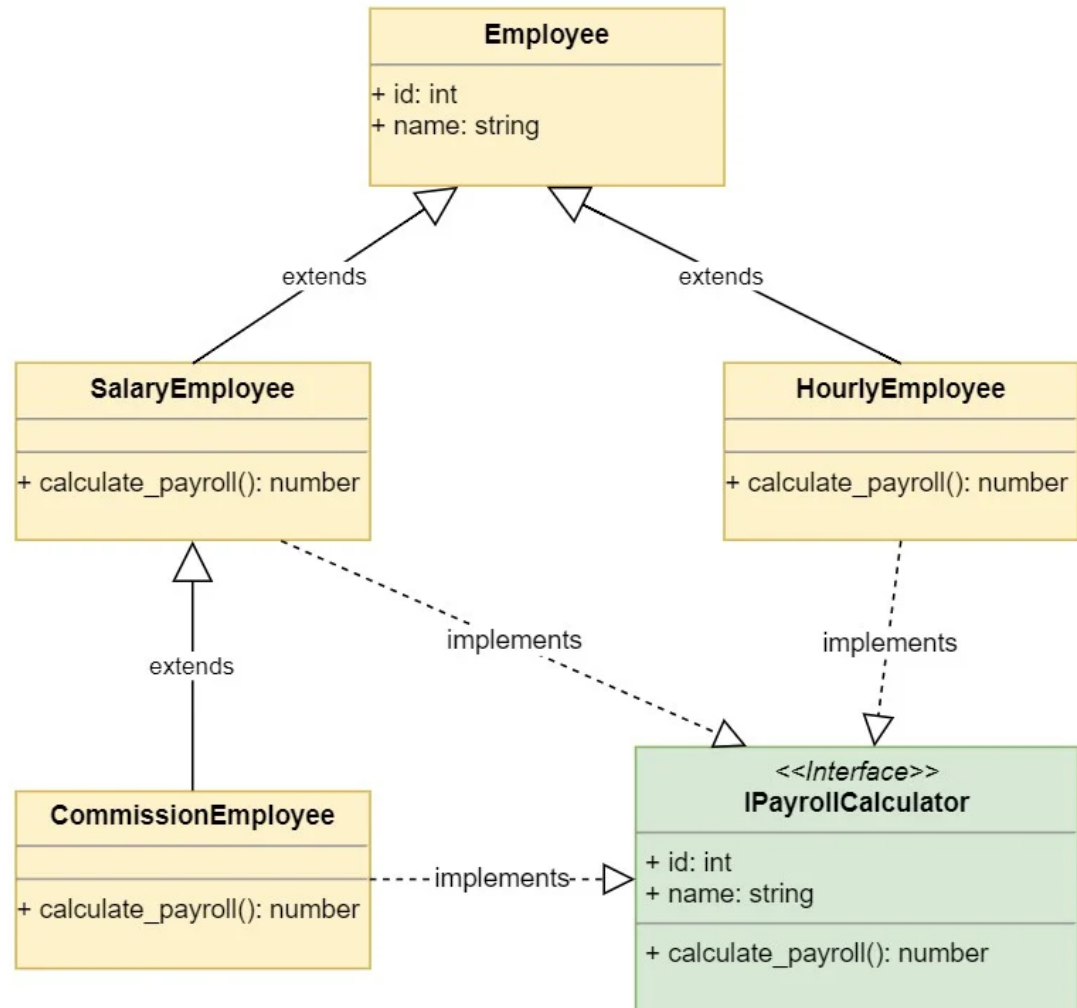 Employee
+ id: int
+ name: string
extends
extends
SalaryEmployee
+ calculate_payroll(): number
HourlyEmployee
+ calculate_payroll(): number
implements
implements
extends
<<Interface>>
IPayrollCalculator
+ id: int
+ name: string
+ calculate_payroll(): number
CommissionEmployee
+ calculate_payroll(): number
implements